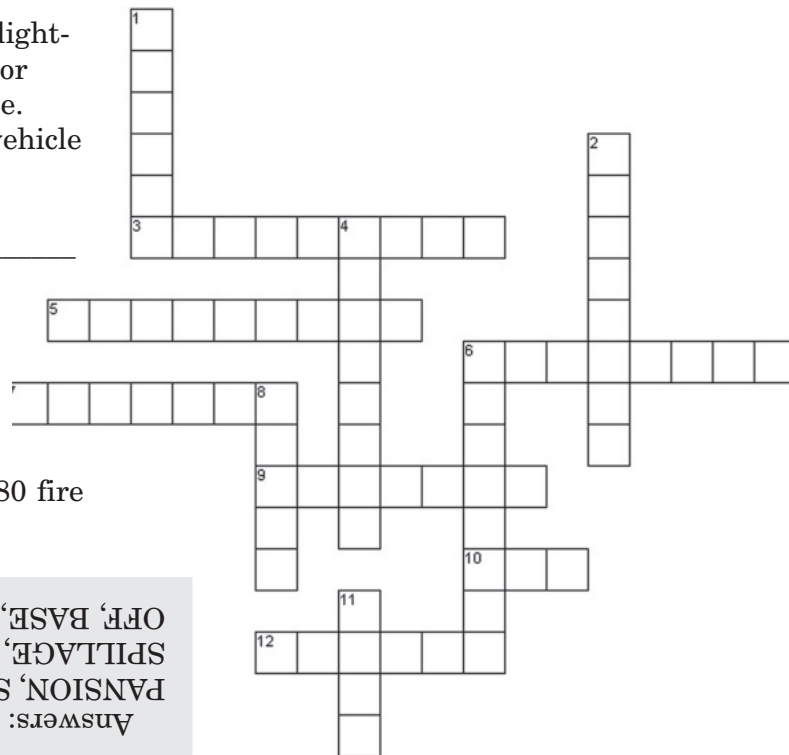 light-
or
e.
vehicle
80 fire
1
2
3 4
5
6
8
9
10
11
12
Answers:
PANSION, S
SPILLAGE,
OFF, BASE,